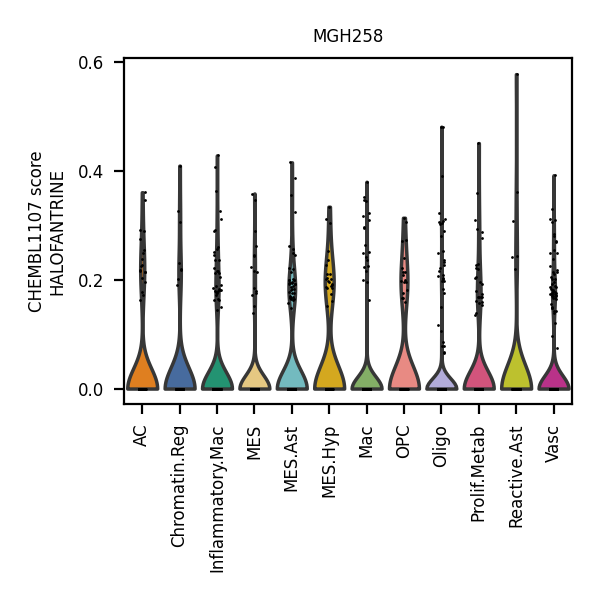 MGH258
CHEMBL1107 score
HALOFANTRINE
0.6
0.4
0.2
0.0
AC
Chromatin.Reg
Inflammatory.Mac
MES
MES.Ast
MES.Hyp
Mac
OPC
Oligo
Prolif.Metab
Reactive.Ast
Vasc